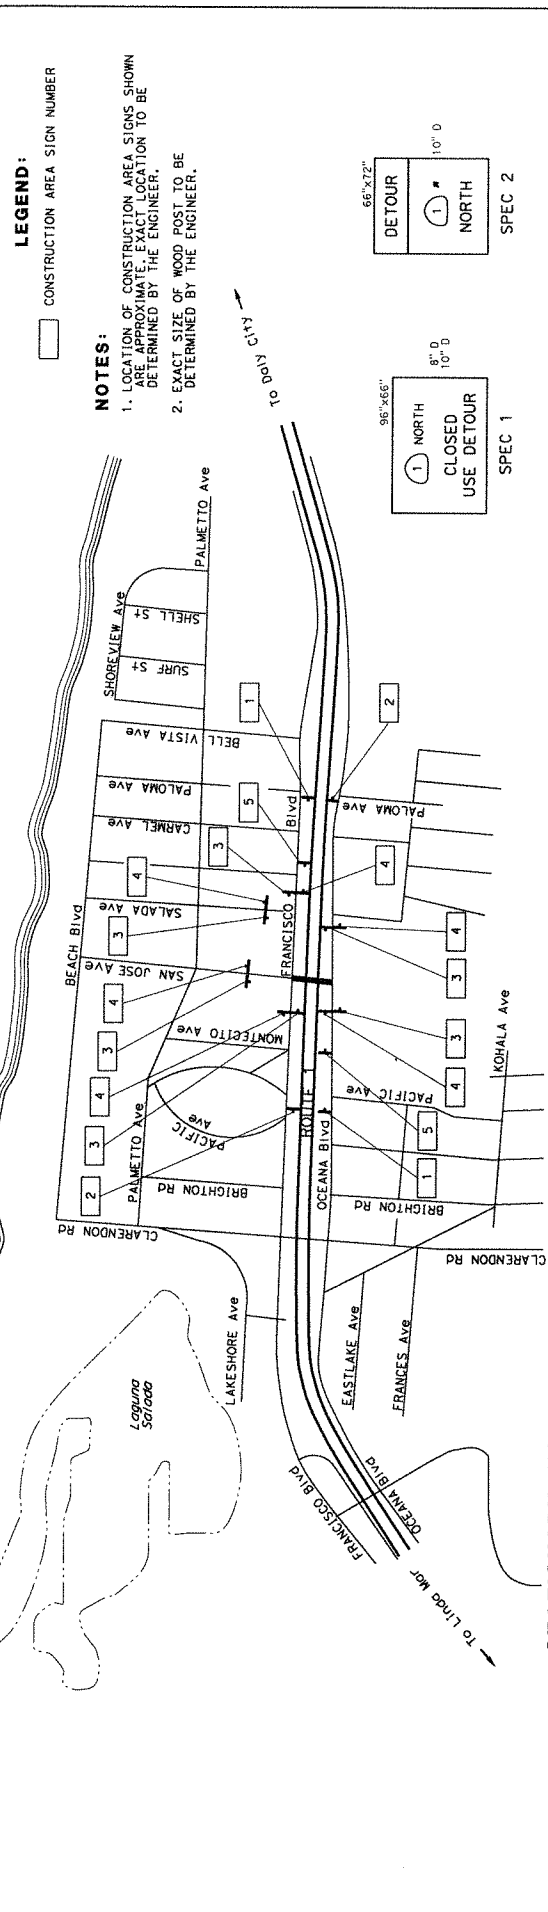 LEGEND:
CONSTRUCTION AREA SIGN NUMBER
NOTES:
1. LOCATION OF CONSTRUCTION AREA SIGNS SHOWN
ARE APPROXIMATE. EXACT LOCATION TO BE
DETERMINED BY THE ENGINEER.
2. EXACT SIZE OF WOOD POST TO BE
DETERMINED BY THE ENGINEER.
To Daly City
PALMETTO Ave
SHOREVIEW Ave
SHELL St
SURF St
BELL VISTA Ave
PALOMA Ave
CARMEL Ave
SALADA Ave
SAN JOSE Ave
BEACH Blvd
MONTECITO Ave
PACIFIC
Ave
PALMETTO Ave
BRIGHTON Rd
CLARENDON Rd
LAKESHORE Ave
Laguna
Salada
FRANCISCO
Blvd
ROUTE
OCEANA Blvd
PALOMA Ave
PACIFIC Ave
KOHALA Ave
BRIGHTON Rd
CLARENDON Rd
EASTLAKE Ave
FRANCES Ave
FRANCISCO Blvd
OCEANA Blvd
To Linda Mar
2
3
4
3
4
3
4
3
5
1
2
4
4
3
3
4
5
1
96"x66"
1 NORTH
CLOSED
USE DETOUR
8" D
10" D
SPEC 1
66"x72"
DETOUR
1 *
NORTH
10" D
SPEC 2